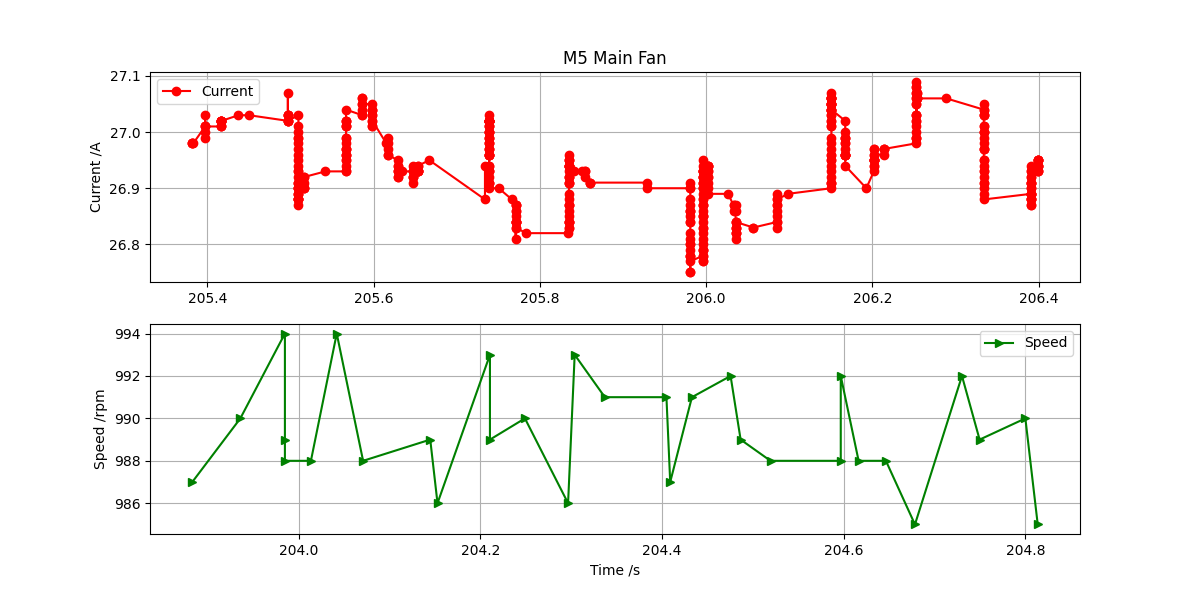 M5 Main Fan
27.1
27.0
26.9
26.8
Current /A
Current
205.4 205.6 205.8 206.0 206.2 206.4
994
992
990
988
986
Speed /rpm
Speed
204.0 204.2 204.4 204.6 204.8
Time /s